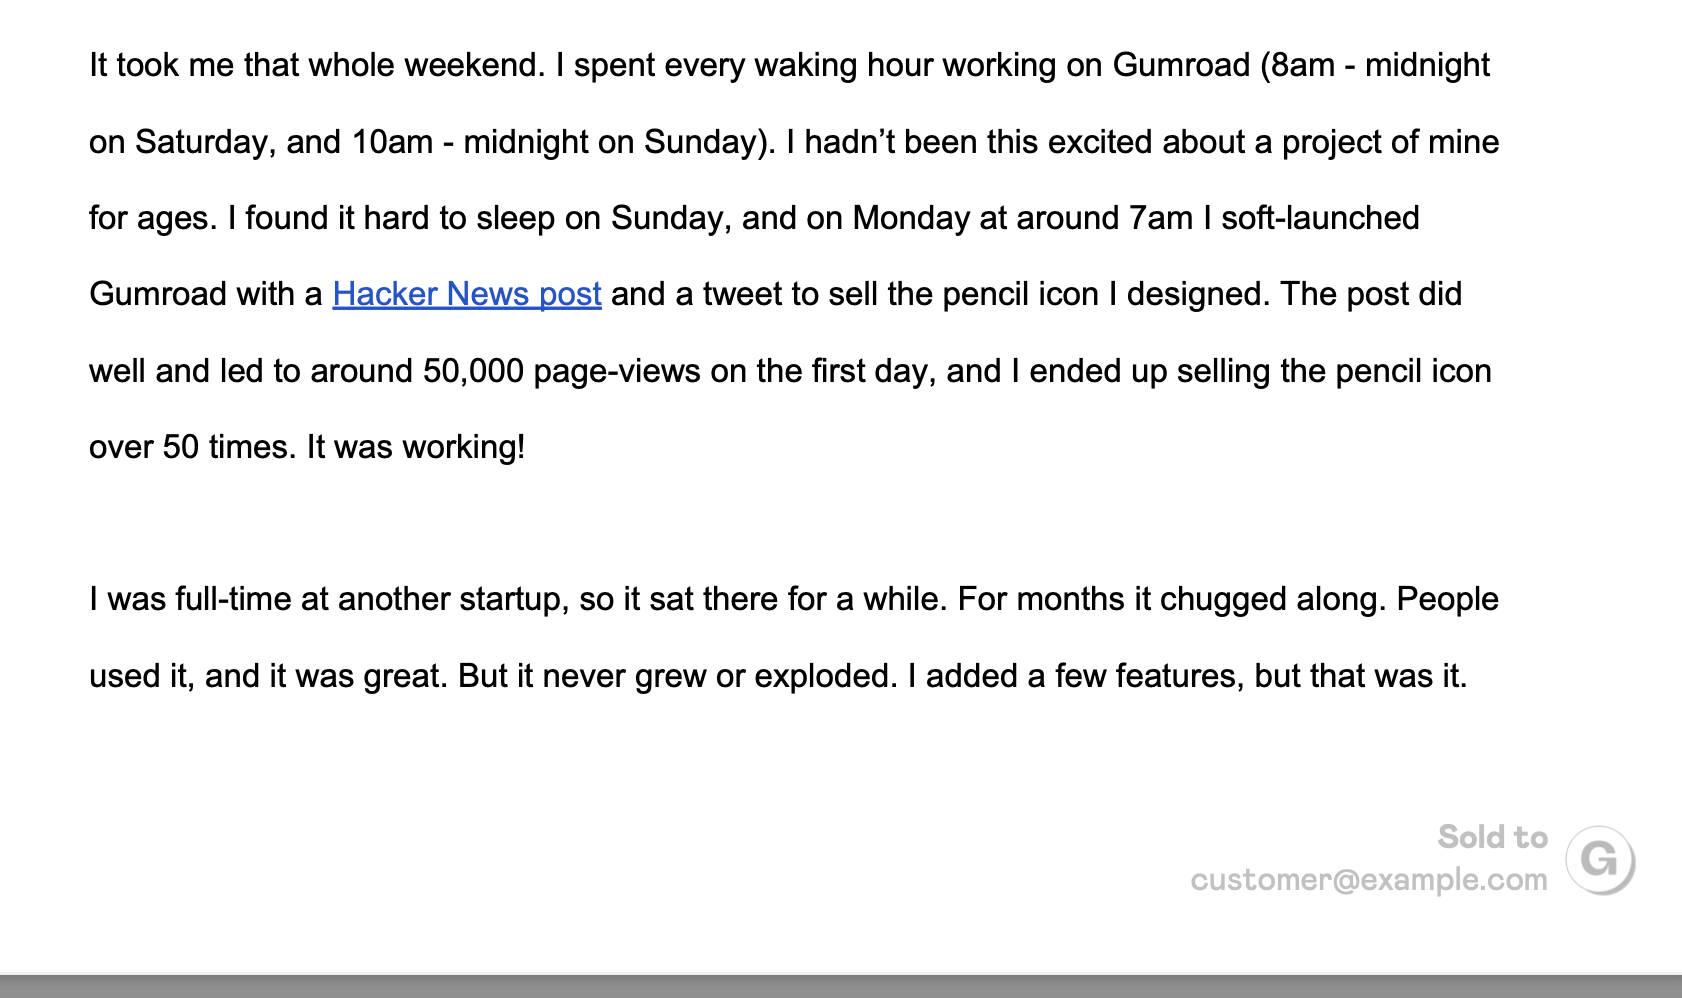 It took me that whole weekend. I spent every waking hour working on Gumroad (8am - midnight
on Saturday, and 10am - midnight on Sunday). I hadn’t been this excited about a project of mine
for ages. I found it hard to sleep on Sunday, and on Monday at around 7am I soft-launched
Gumroad with a Hacker News post and a tweet to sell the pencil icon I designed. The post did
well and led to around 50,000 page-views on the first day, and I ended up selling the pencil icon
over 50 times. It was working!
I was full-time at another startup, so it sat there for a while. For months it chugged along. People
used it, and it was great. But it never grew or exploded. I added a few features, but that was it.
Sold to
customer@example.com
G